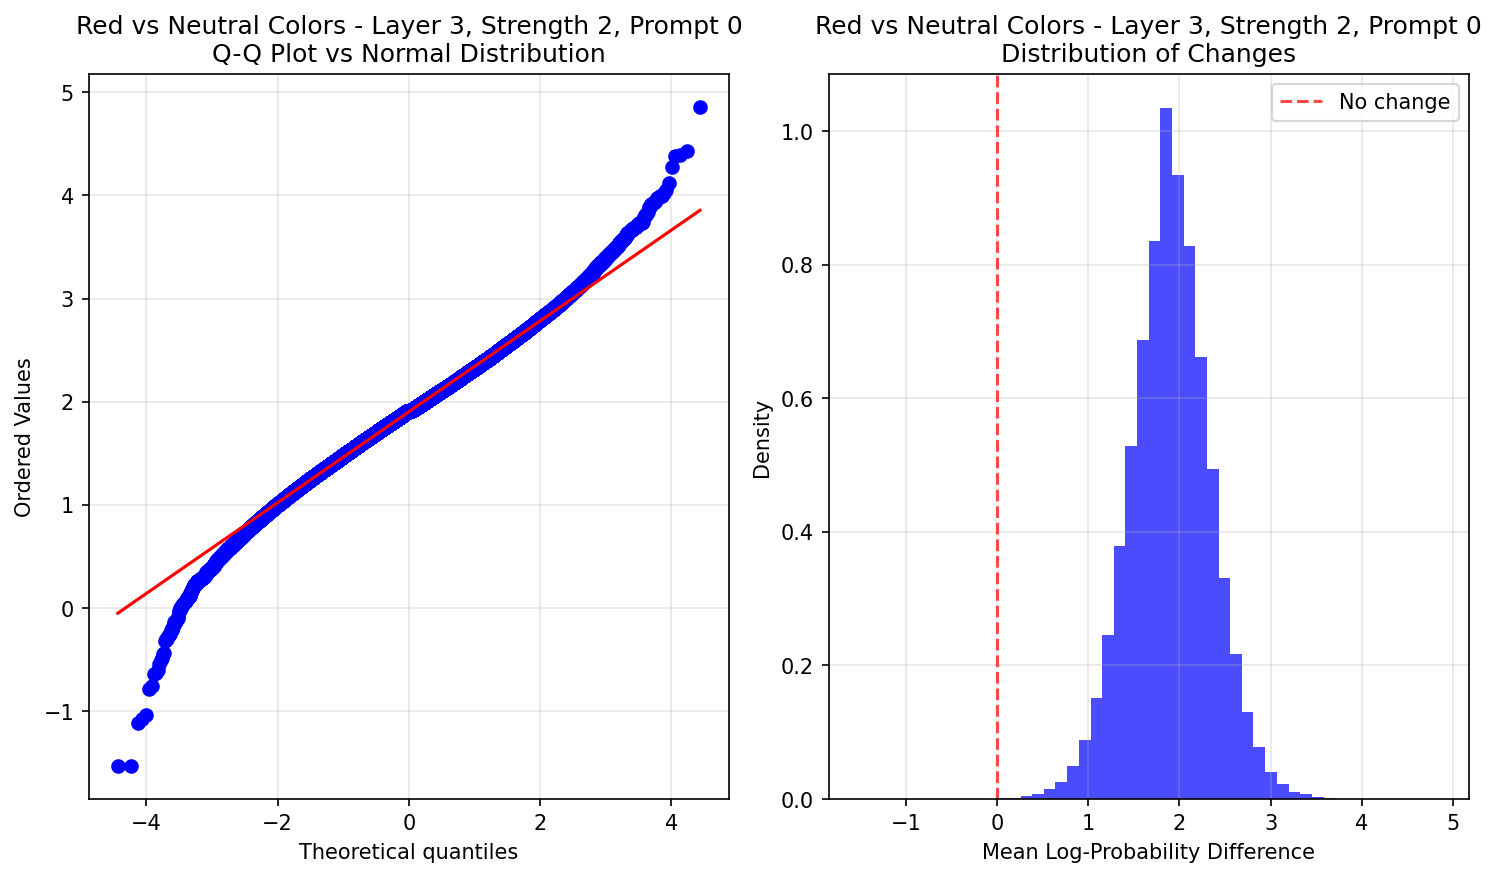 Red vs Neutral Colors - Layer 3, Strength 2, Prompt 0
Q-Q Plot vs Normal Distribution
5
4
3
2
1
0
−1
Ordered Values
−4
−2
0
2
4
Theoretical quantiles
Red vs Neutral Colors - Layer 3, Strength 2, Prompt 0
Distribution of Changes
No change
1.0
0.8
0.6
0.4
0.2
0.0
Density
−1
0
1
2
3
4
5
Mean Log-Probability Difference